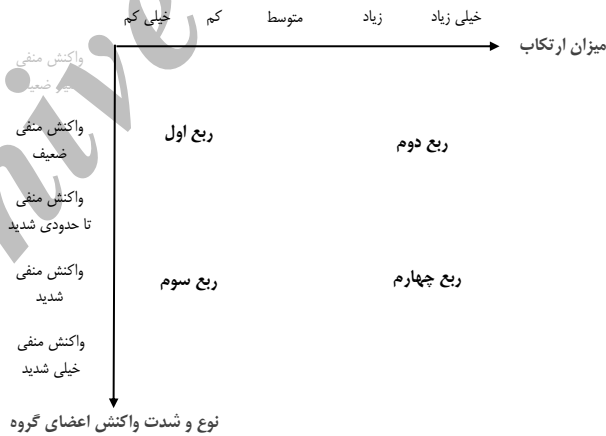 خیلی زیاد زیاد متوسط کم خیلی کم
میزان ارتکاب
واکنش منفی
ضعیف
واکنش منفی
ضعیف
ربع اول
ربع دوم
واکنش منفی
تا حدودی شدید
واکنش منفی
شدید
ربع سوم
ربع چهارم
واکنش منفی
خیلی شدید
نوع و شدت واکنش اعضای گروه